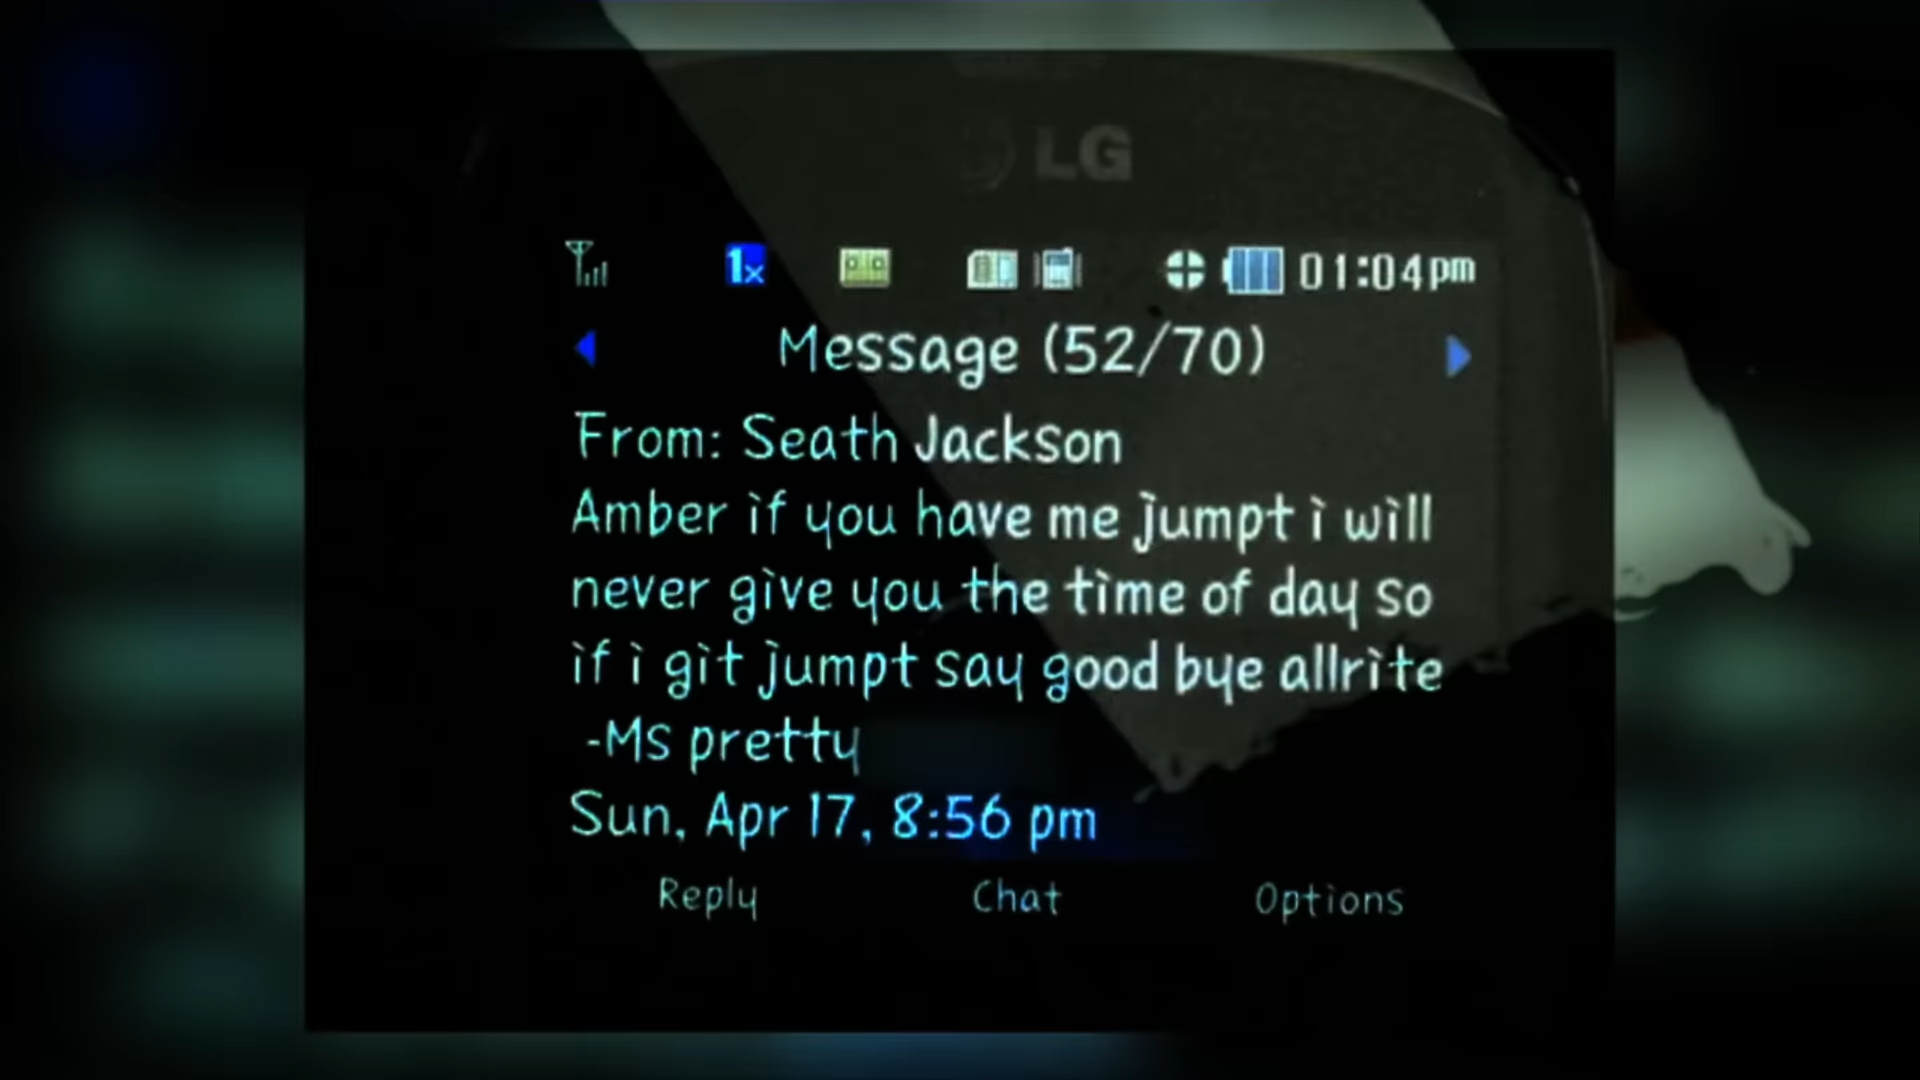 LG
1x 01:04pm
Message (52/70)
From: Seath Jackson
Amber if you have me jumpt i will
never give you the time of day so
if i git jumpt say good bye allrite
-Ms pretty
Sun, Apr 17, 8:56 pm
Reply Chat Options